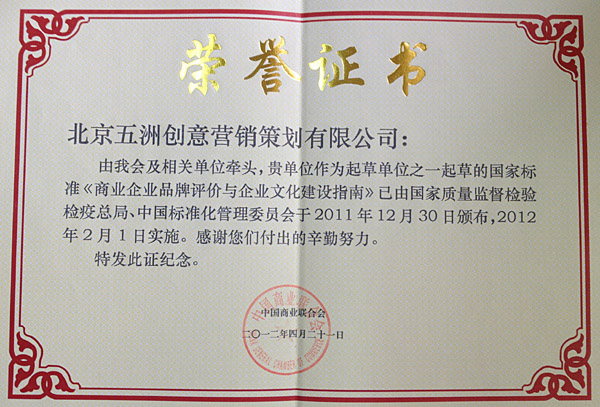 荣誉证书
北京五洲创意营销策划有限公司：
由我会及相关单位牵头，贵单位作为起草单位之一起草的国家标
准《商业企业品牌评价与企业文化建设指南》已由国家质量监督检验
检疫总局、中国标准化管理委员会于2011年12月30日颁布，2012
年2月1日实施。感谢您们付出的辛勤努力。
特发此证纪念。
中国商业联合会
中国商业联合会
二〇一二年四月二十一日